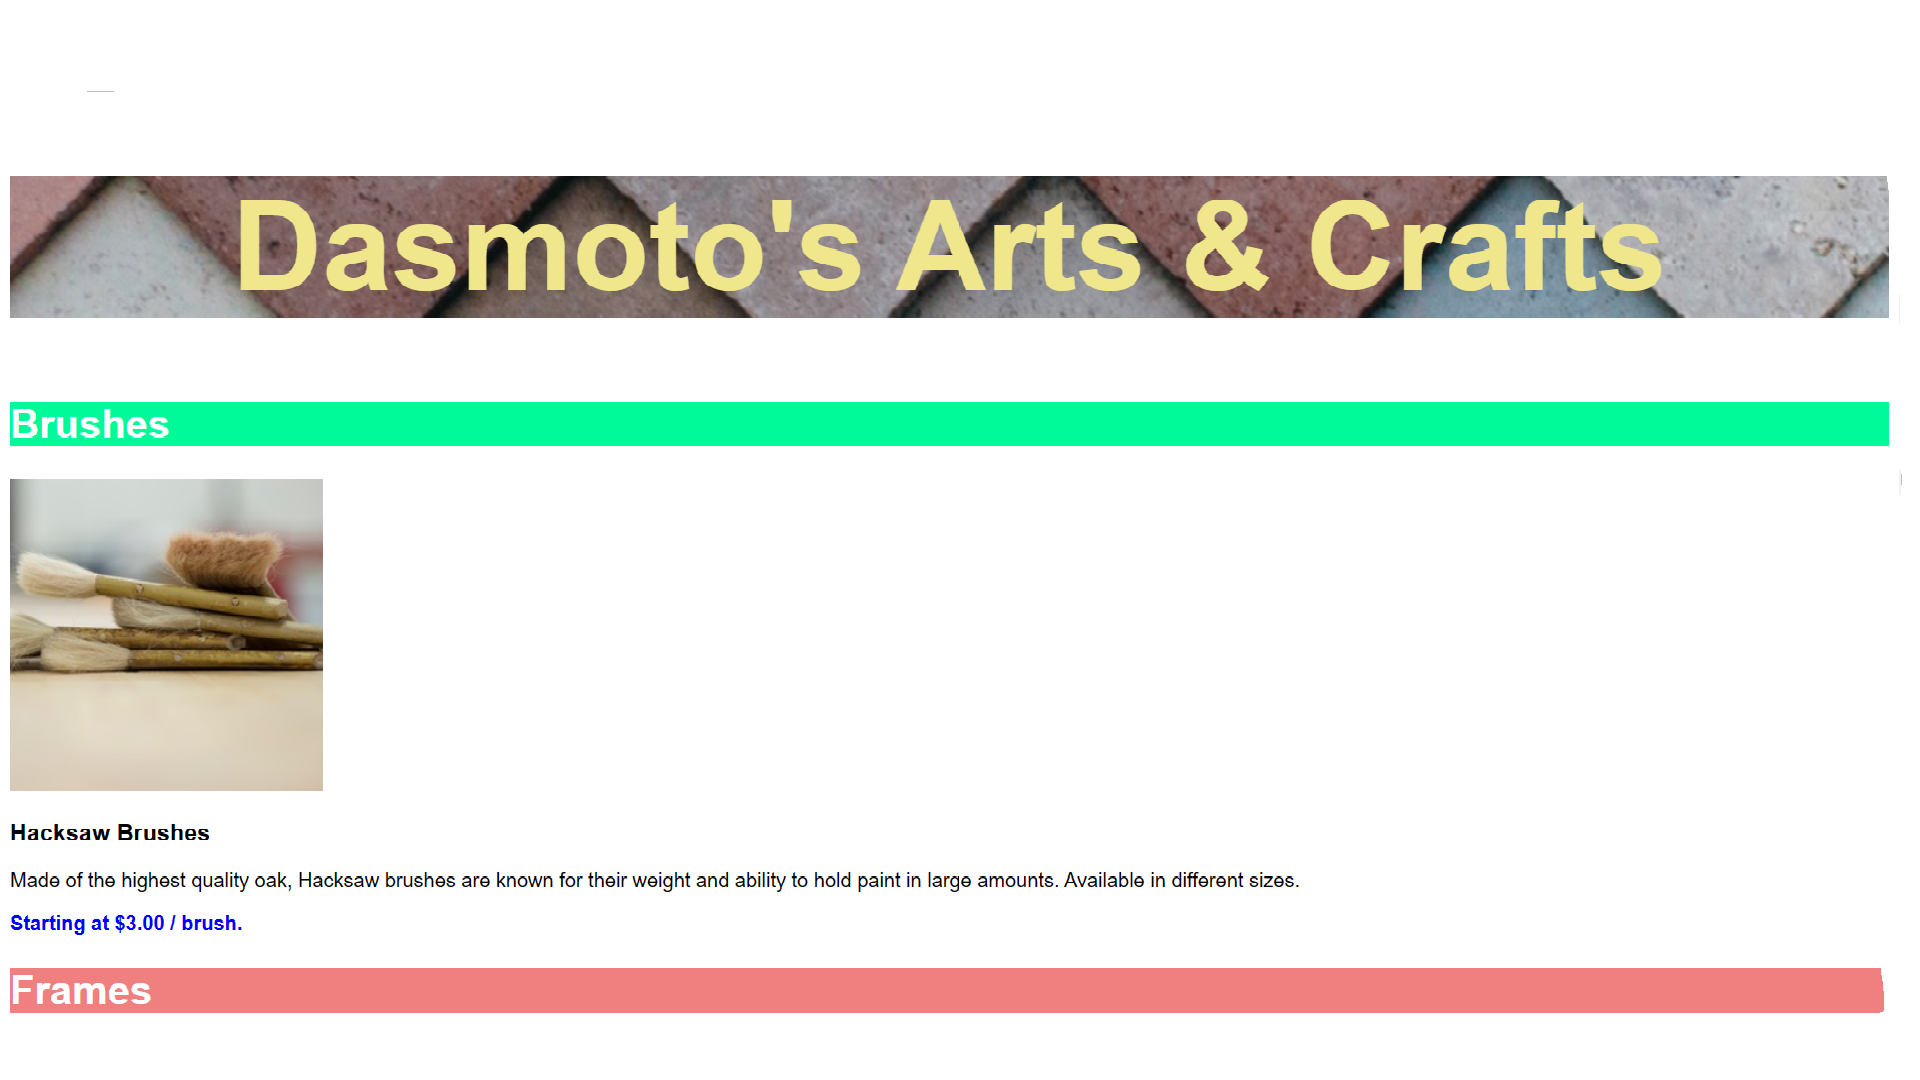 Dasmoto's Arts & Crafts
Brushes
Hacksaw Brushes
Made of the highest quality oak, Hacksaw brushes are known for their weight and ability to hold paint in large amounts. Available in different sizes.
Starting at $3.00 / brush.
Frames